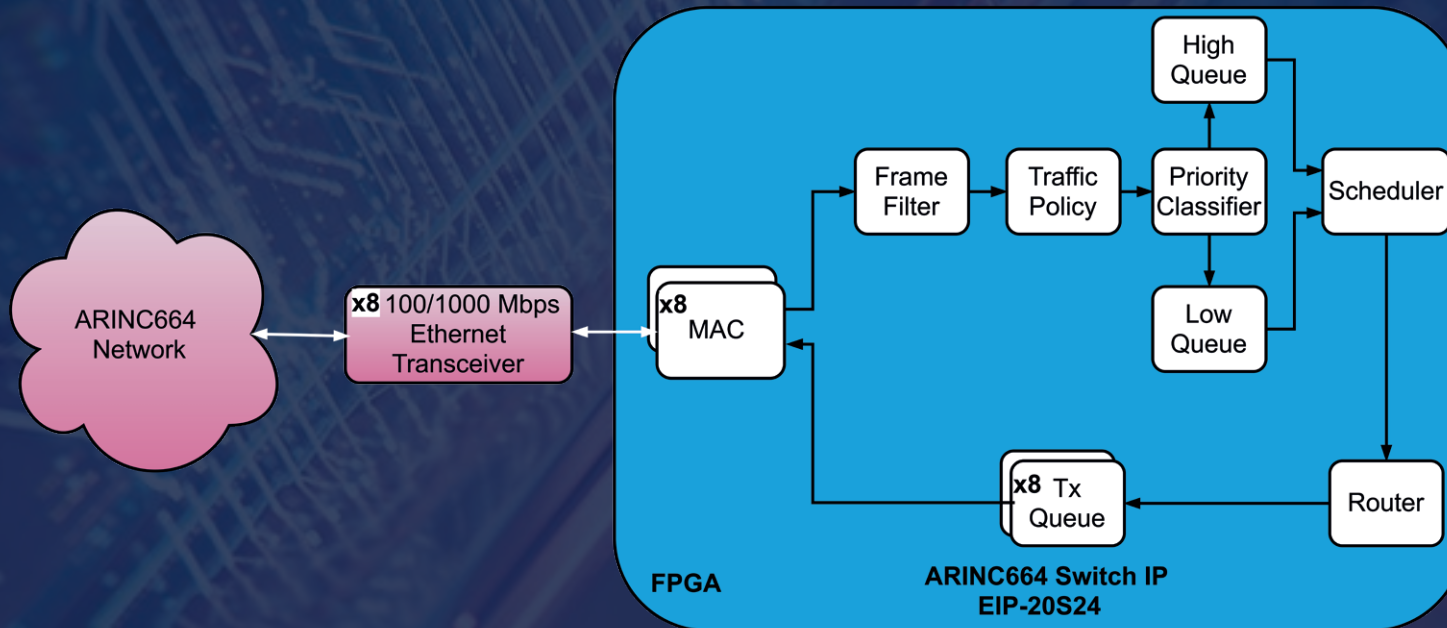 High
Queue
Frame
Filter
Traffic
Policy
Priority
Classifier
Scheduler
ARINC664
Network
x8 100/1000 Mbps
Ethernet
Transceiver
x8
MAC
Low
Queue
x8 Tx
Queue
Router
FPGA
ARINC664 Switch IP
EIP-20S24